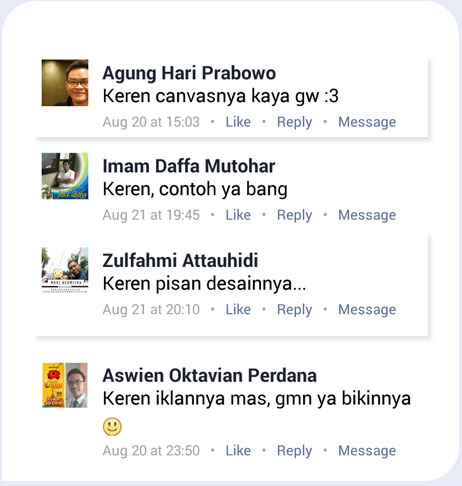 Agung Hari Prabowo
Keren canvasnya kaya gw :3
Aug 20 at 15:03 • Like • Reply • Message
Imam Daffa Mutohar
Keren, contoh ya bang
Aug 21 at 19:45 • Like • Reply • Message
Zulfahmi Attauhidi
Keren pisan desainnya...
Aug 21 at 20:10 • Like • Reply • Message
Aswien Oktavian Perdana
Keren iklannya mas, gmn ya bikinnya
Aug 20 at 23:50 • Like • Reply • Message